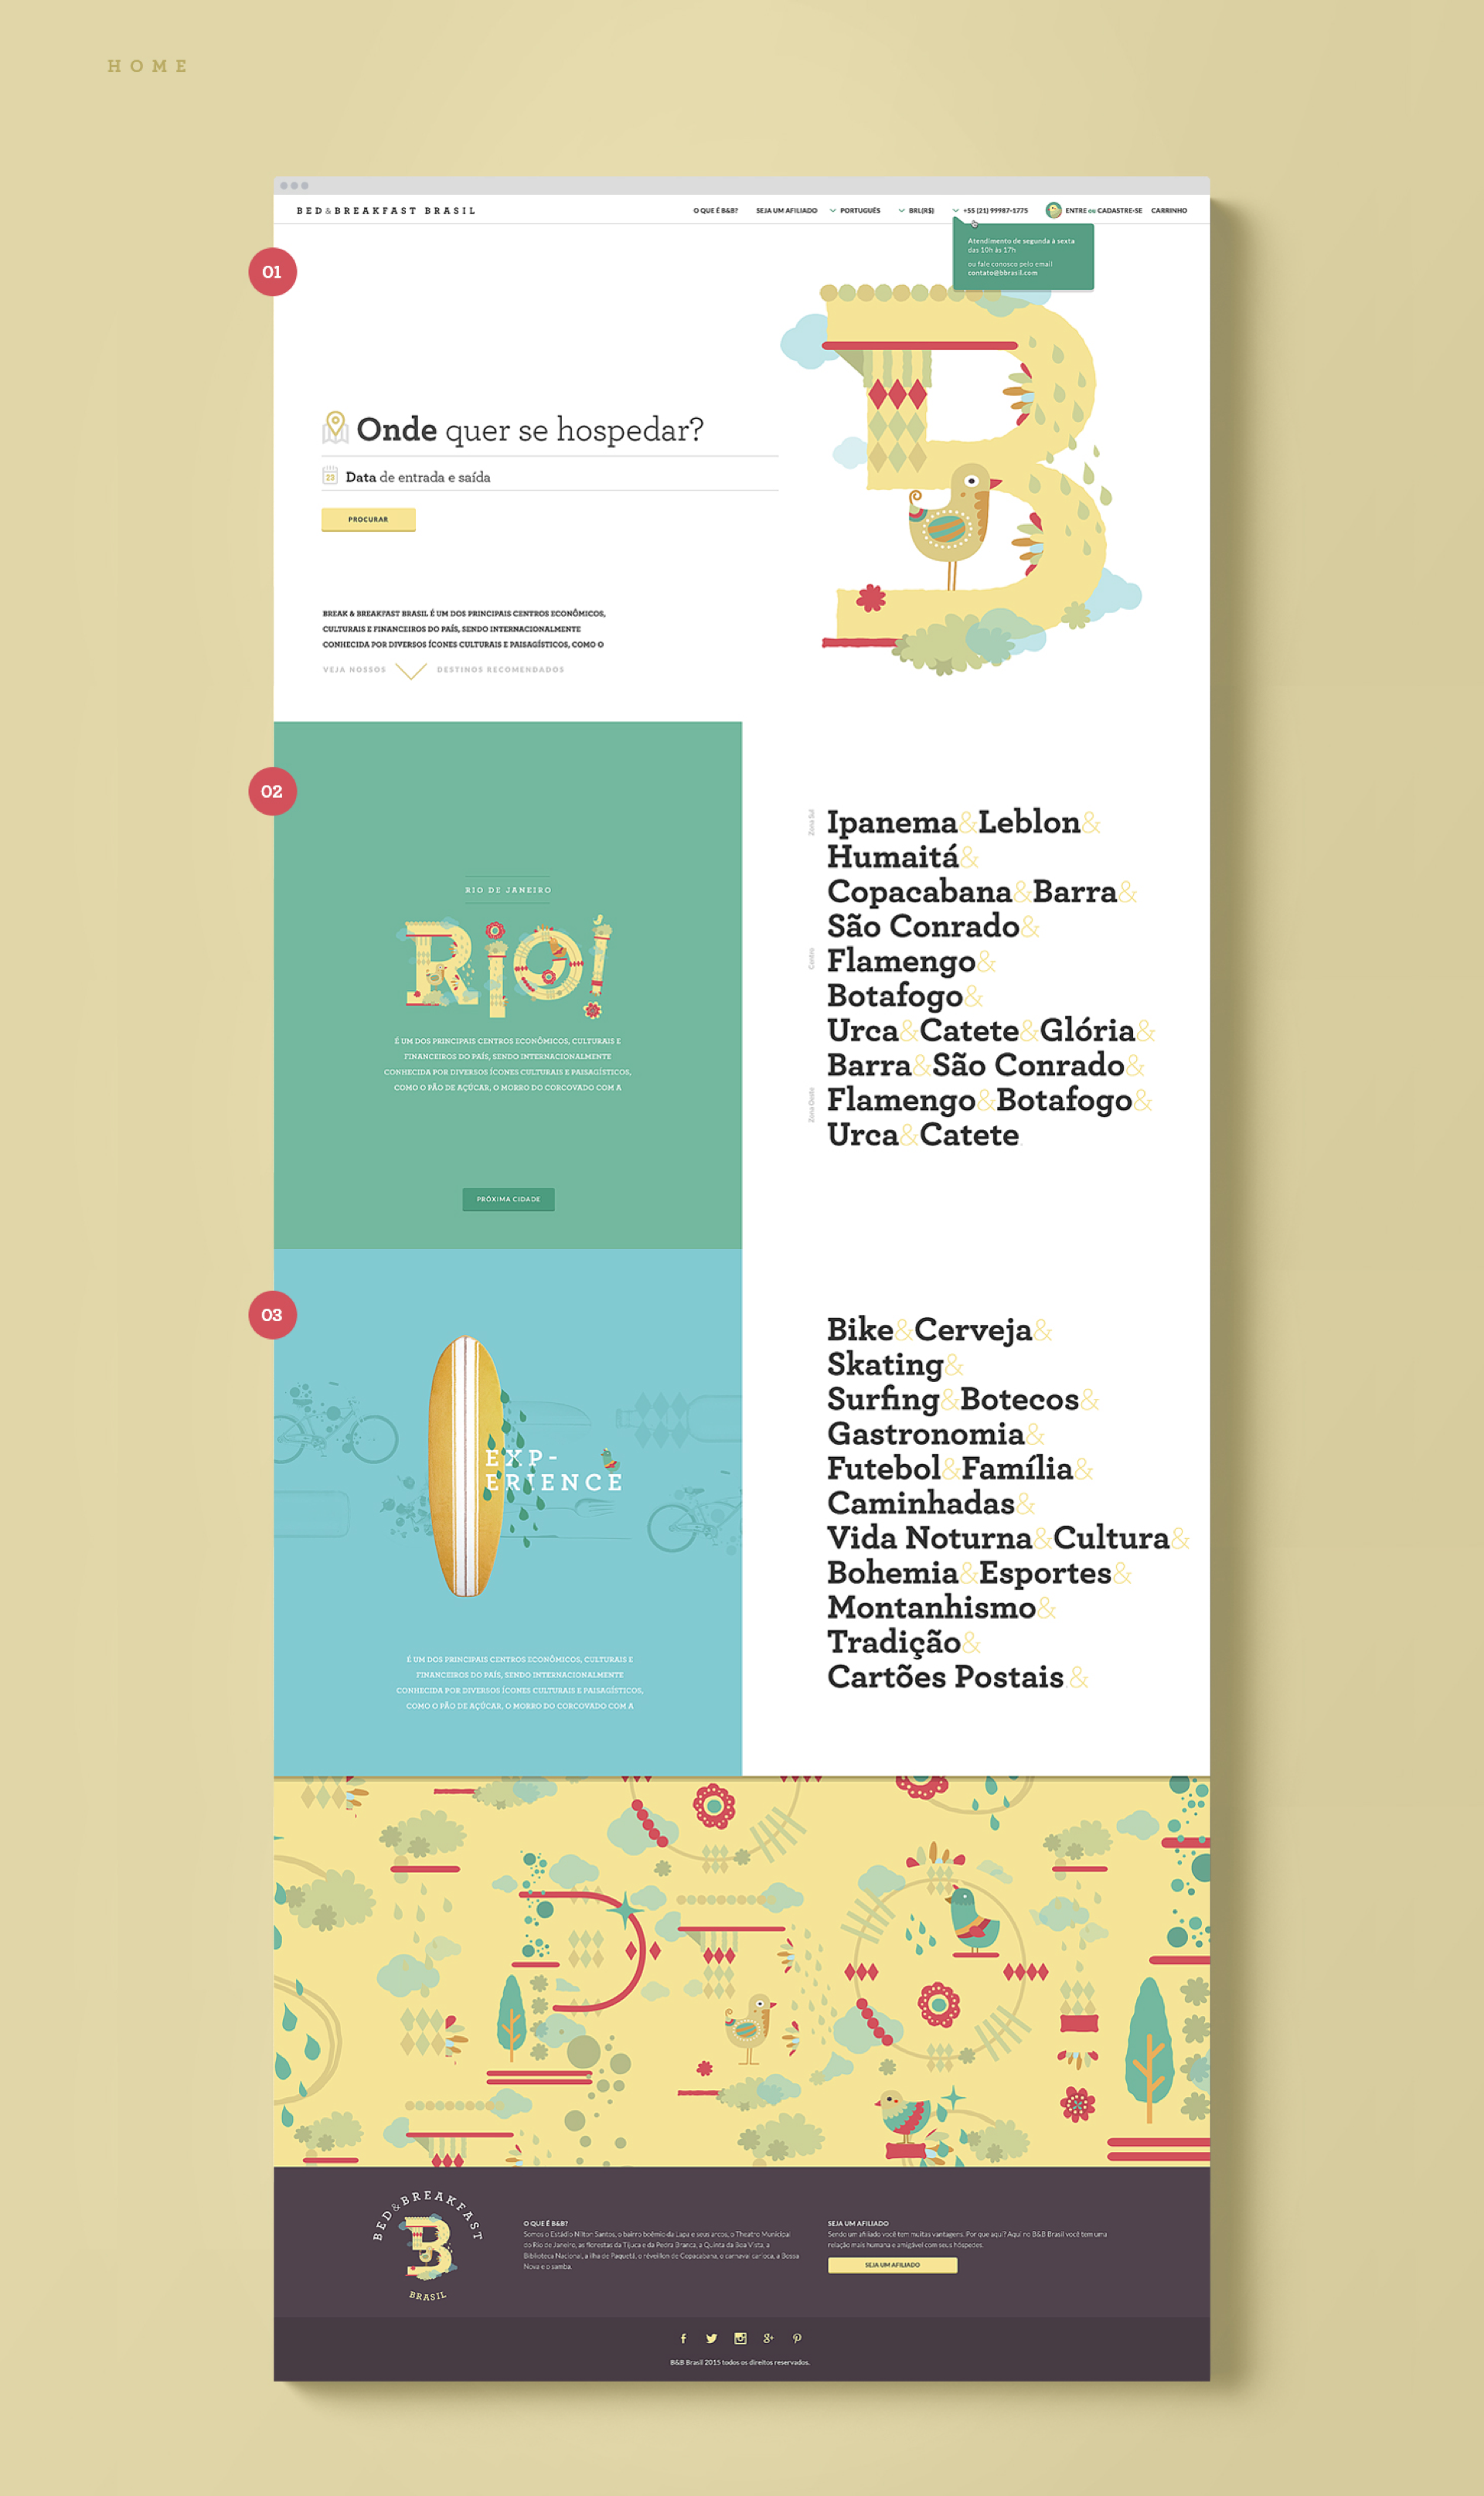 HOME
BED&BREAKFAST BRASIL
O QUE É B&B?
SEJA UM AFILIADO
PORTUGUÊS
BRL(R$)
+55 (21) 99987-1775
ENTRE ou CADASTRE-SE
CARRINHO
Atendimento de segunda à sexta
das 10h às 17h
ou fale conosco pelo email
contato@bbrasil.com
01
B
Onde quer se hospedar?
23
Data de entrada e saída
PROCURAR
BREAK & BREAKFAST BRASIL É UM DOS PRINCIPAIS CENTROS ECONÔMICOS,
CULTURAIS E FINANCEIROS DO PAÍS, SENDO INTERNACIONALMENTE
CONHECIDA POR DIVERSOS ÍCONES CULTURAIS E PAISAGÍSTICOS, COMO O
VEJA NOSSOS DESTINOS RECOMENDADOS
02
RIO DE JANEIRO
RIO!
É UM DOS PRINCIPAIS CENTROS ECONÔMICOS, CULTURAIS E
FINANCEIROS DO PAÍS, SENDO INTERNACIONALMENTE
CONHECIDA POR DIVERSOS ÍCONES CULTURAIS E PAISAGÍSTICOS,
COMO O PÃO DE AÇÚCAR, O MORRO DO CORCOVADO COM A
PRÓXIMA CIDADE
Zona Sul
Ipanema&Leblon&
Humaitá&
Copacabana&Barra&
São Conrado&
Centro
Flamengo&
Botafogo&
Urca&Catete&Glória&
Barra&São Conrado&
Zona Oeste
Flamengo&Botafogo&
Urca&Catete
03
EXP-
ERIENCE
É UM DOS PRINCIPAIS CENTROS ECONÔMICOS, CULTURAIS E
FINANCEIROS DO PAÍS, SENDO INTERNACIONALMENTE
CONHECIDA POR DIVERSOS ÍCONES CULTURAIS E PAISAGÍSTICOS,
COMO O PÃO DE AÇÚCAR, O MORRO DO CORCOVADO COM A
Bike&Cerveja&
Skating&
Surfing&Botecos&
Gastronomia&
Futebol&Família&
Caminhadas&
Vida Noturna&Cultura&
Bohemia&Esportes&
Montanhismo&
Tradição&
Cartões Postais &
BED&BREAKFAST
B
BRASIL
O QUE É B&B?
Somos o Estádio Nilton Santos, o bairro boêmio da Lapa e seus arcos, o Theatro Municipal
do Rio de Janeiro, as florestas da Tijuca e da Pedra Branca, a Quinta da Boa Vista, a
Biblioteca Nacional, a ilha de Paquetá, o réveillon de Copacabana, o carnaval carioca, a Bossa
Nova e o samba.
SEJA UM AFILIADO
Sendo um afiliado você tem muitas vantagens. Por que aqui? Aqui no B&B Brasil você tem uma
relação mais humana e amigável com seus hóspedes.
SEJA UM AFILIADO
B&B Brasil 2015 todos os direitos reservados.